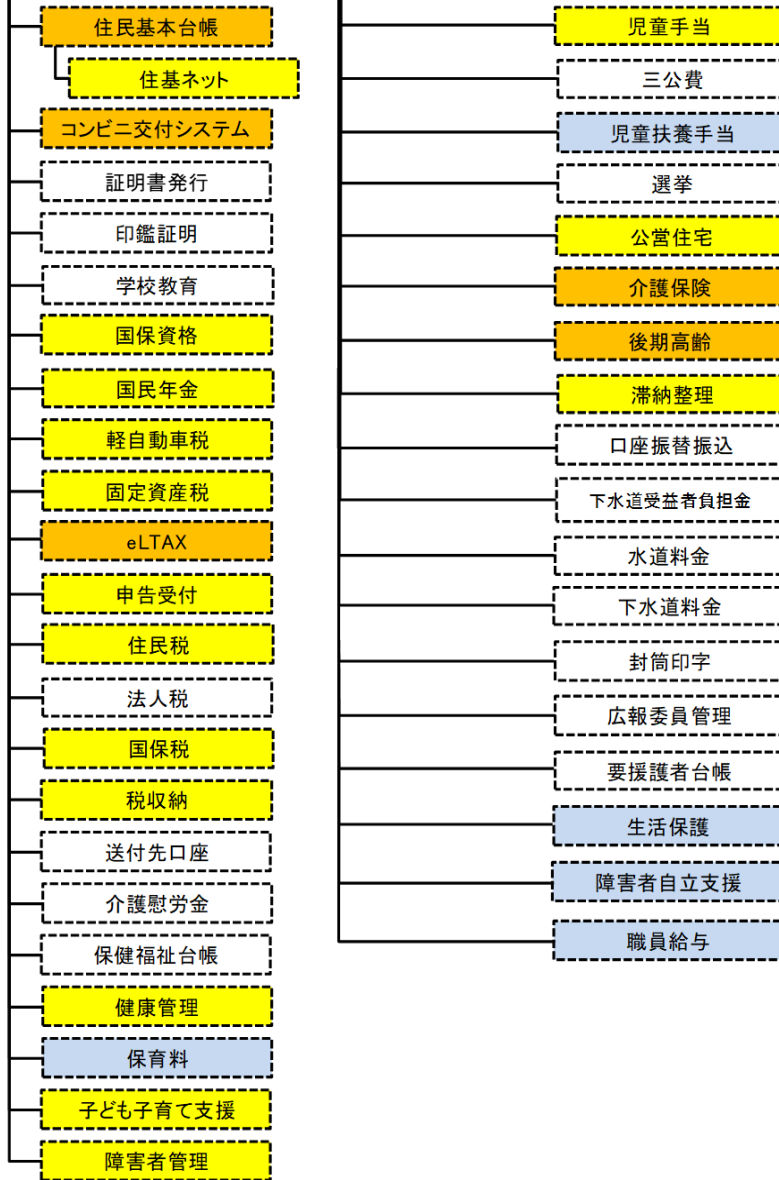 住民基本台帳
住基ネット
コンビニ交付システム
証明書発行
印鑑証明
学校教育
国保資格
国民年金
軽自動車税
固定資産税
eLTAX
申告受付
住民税
法人税
国保税
税収納
送付先口座
介護慰労金
保健福祉台帳
健康管理
保育料
子ども子育て支援
障害者管理
児童手当
三公費
児童扶養手当
選挙
公営住宅
介護保険
後期高齢
滞納整理
口座振替振込
下水道受益者負担金
水道料金
下水道料金
封筒印字
広報委員管理
要援護者台帳
生活保護
障害者自立支援
職員給与